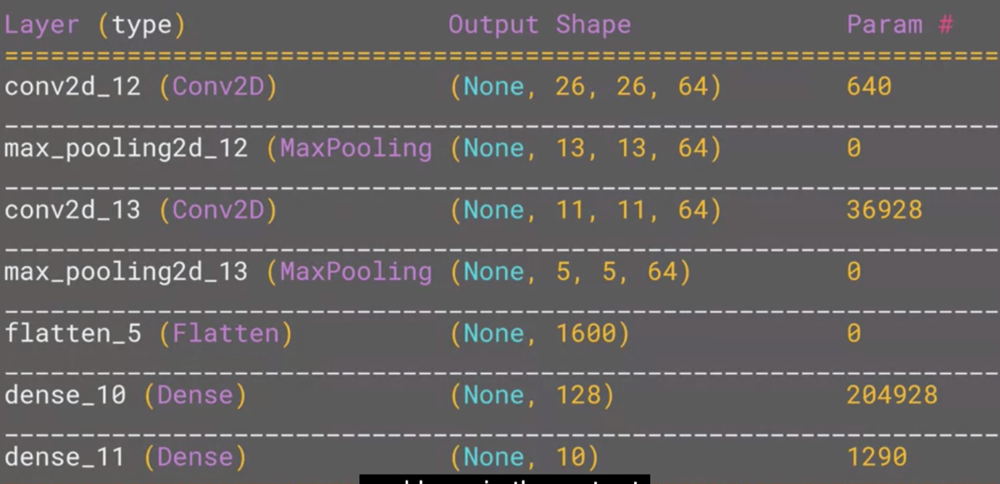 Layer (type) Output Shape Param #
=================================================================
conv2d_12 (Conv2D) (None, 26, 26, 64) 640
_________________________________________________________________
max_pooling2d_12 (MaxPooling (None, 13, 13, 64) 0
_________________________________________________________________
conv2d_13 (Conv2D) (None, 11, 11, 64) 36928
_________________________________________________________________
max_pooling2d_13 (MaxPooling (None, 5, 5, 64) 0
_________________________________________________________________
flatten_5 (Flatten) (None, 1600) 0
_________________________________________________________________
dense_10 (Dense) (None, 128) 204928
_________________________________________________________________
dense_11 (Dense) (None, 10) 1290